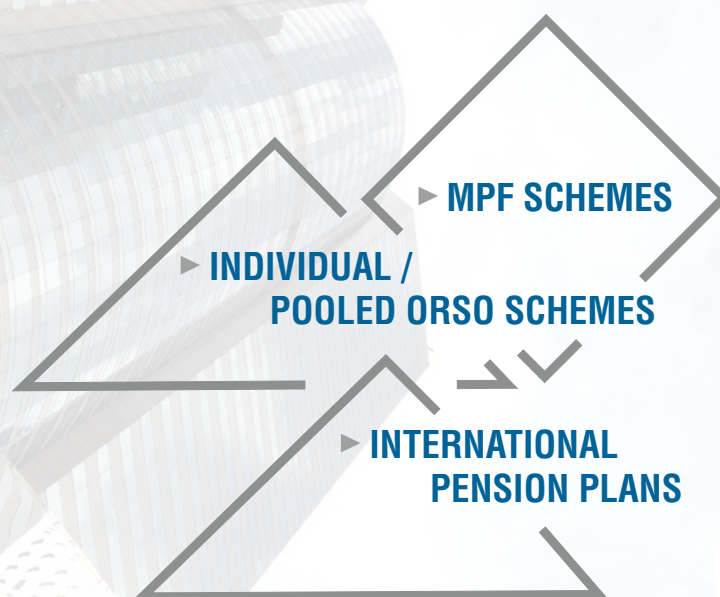 MPF SCHEMES
INDIVIDUAL /
POOLED ORSO SCHEMES
INTERNATIONAL
PENSION PLANS